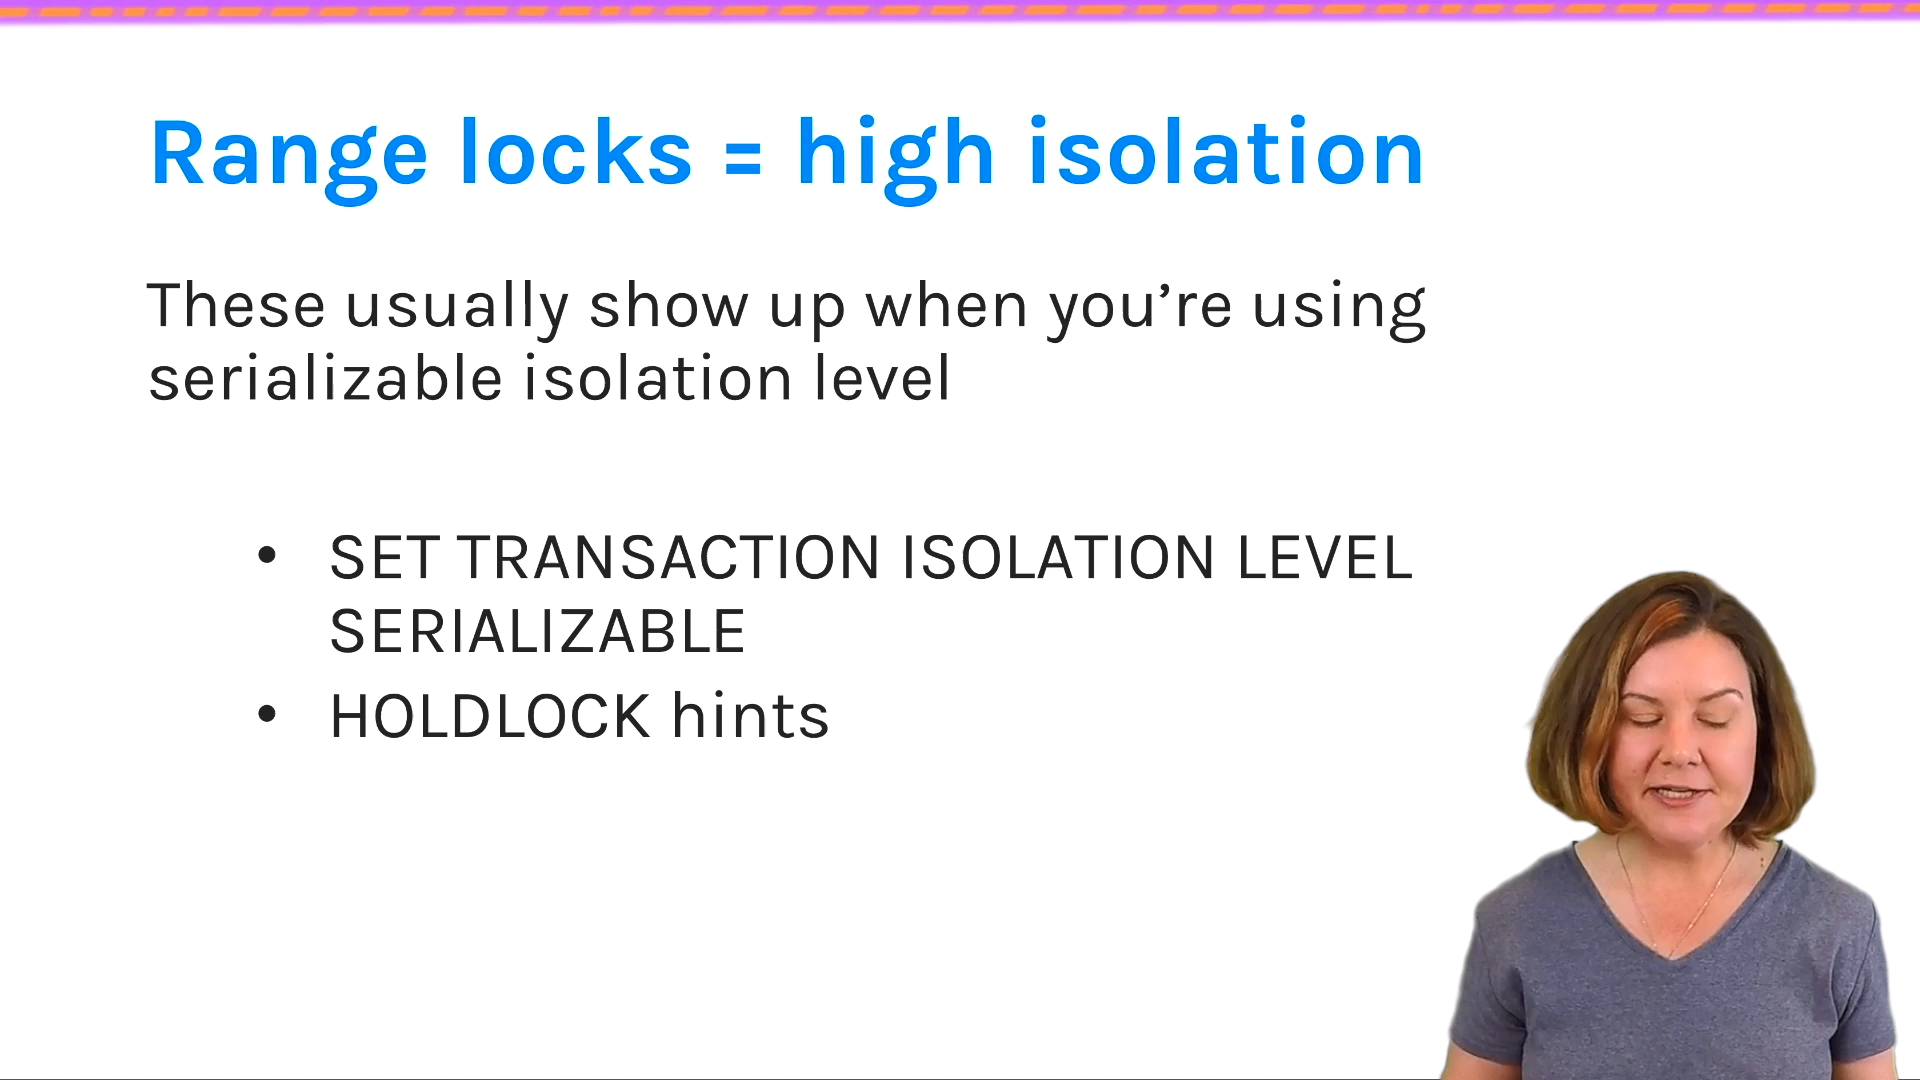 Range locks = high isolation
These usually show up when you’re using
serializable isolation level
• SET TRANSACTION ISOLATION LEVEL
SERIALIZABLE
• HOLDLOCK hints